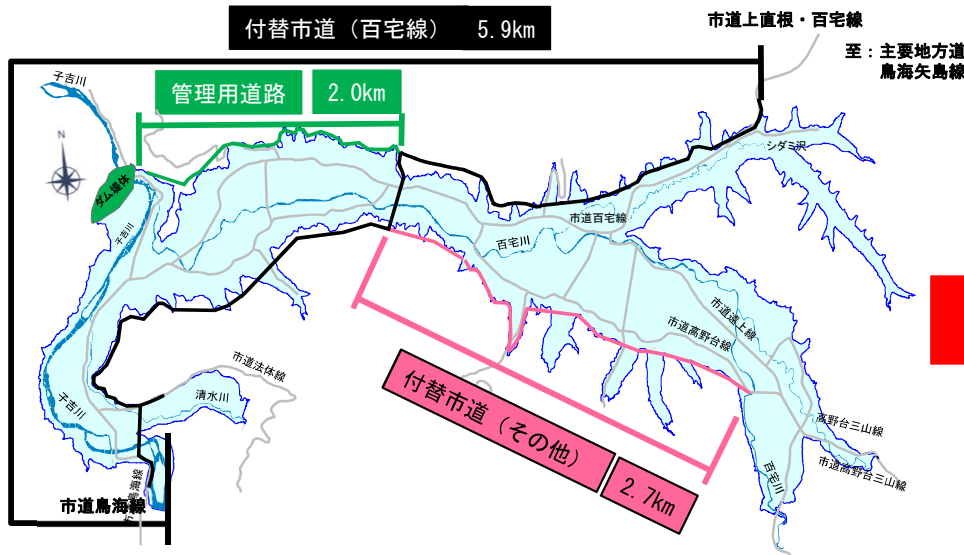 付替市道（百宅線）　5.9km
市道上直根・百宅線
至：主要地方道
鳥海矢島線
子吉川
管理用道路
2.0km
N
シダミ沢
ダム堤体
子吉川
市道百宅線
百宅川
市道遠上線
市道高野台線
市道法体線
付替市道（その他）
2.7km
清水川
子吉川
高野台三山線
市道高野台三山線
百宅川
市道鳥海線
市道鳥海線